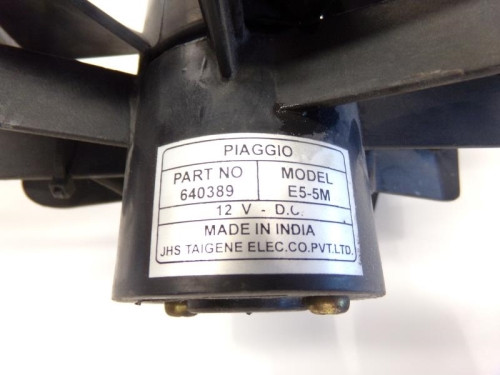 PIAGGIO
PART NO MODEL
640389 E5-5M
12 V - D.C.
MADE IN INDIA
JHS TAIGENE ELEC.CO.PVT.LTD.